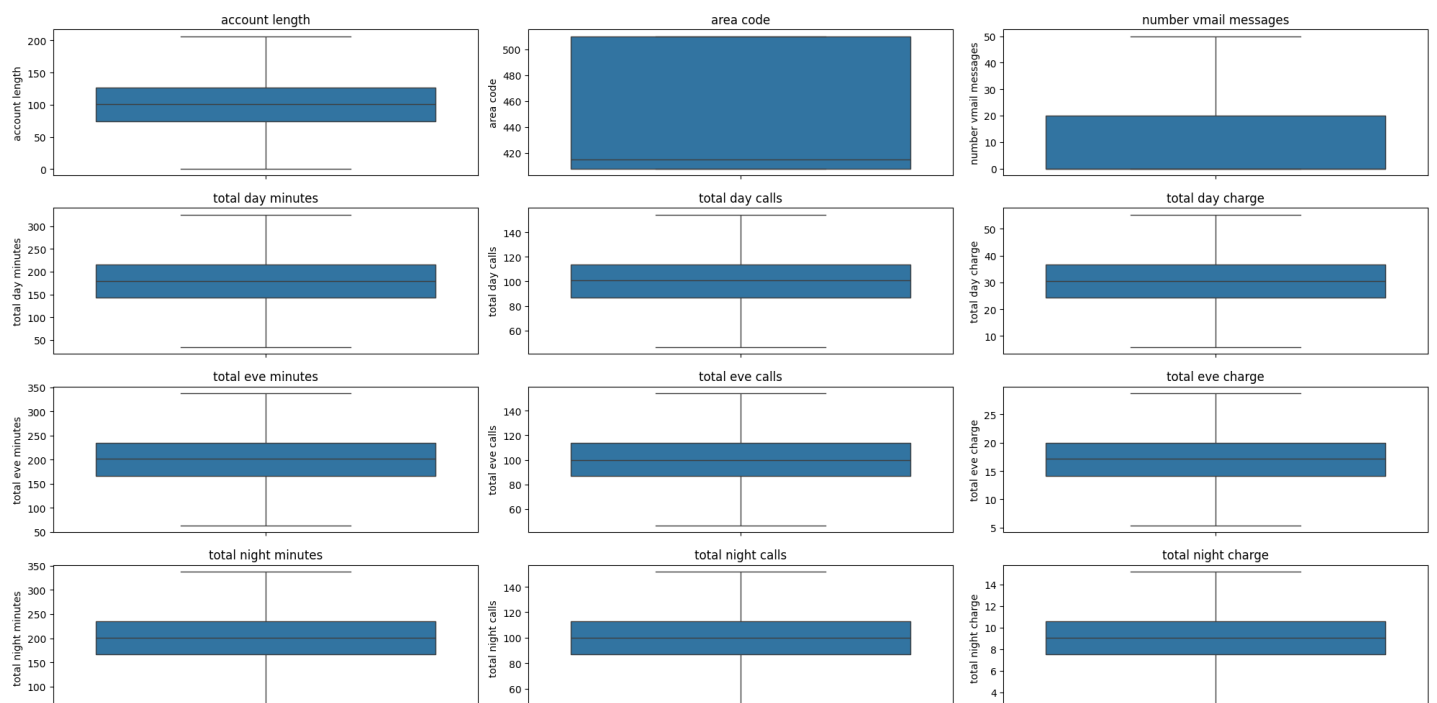 account length
area code
number vmail messages
200
150
100
50
0
account length
500
480
460
440
420
area code
50
40
30
20
10
0
number vmail messages
total day minutes
total day calls
total day charge
300
250
200
150
100
50
total day minutes
140
120
100
80
60
total day calls
50
40
30
20
10
total day charge
total eve minutes
total eve calls
total eve charge
350
300
250
200
150
100
50
total eve minutes
140
120
100
80
60
total eve calls
25
20
15
10
5
total eve charge
total night minutes
total night calls
total night charge
350
300
250
200
150
100
total night minutes
140
120
100
80
60
total night calls
14
12
10
8
6
4
total night charge